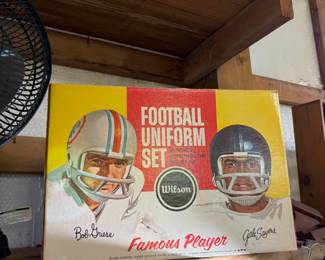 FOOTBALL
UNIFORM
SET
Wilson
Bob Griese
Gale Sayers
Famous Player